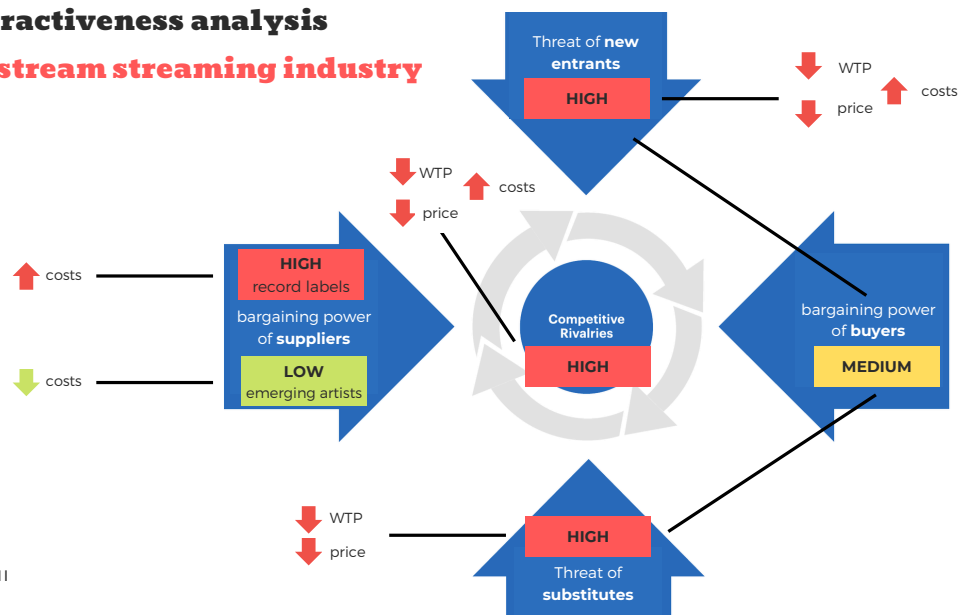 ractiveness analysis
stream streaming industry
Threat of new
entrants
HIGH
WTP
price
costs
WTP
price
costs
costs
HIGH
record labels
bargaining power
of suppliers
LOW
emerging artists
costs
Competitive
Rivalries
HIGH
bargaining power
of buyers
MEDIUM
WTP
price
HIGH
Threat of
substitutes